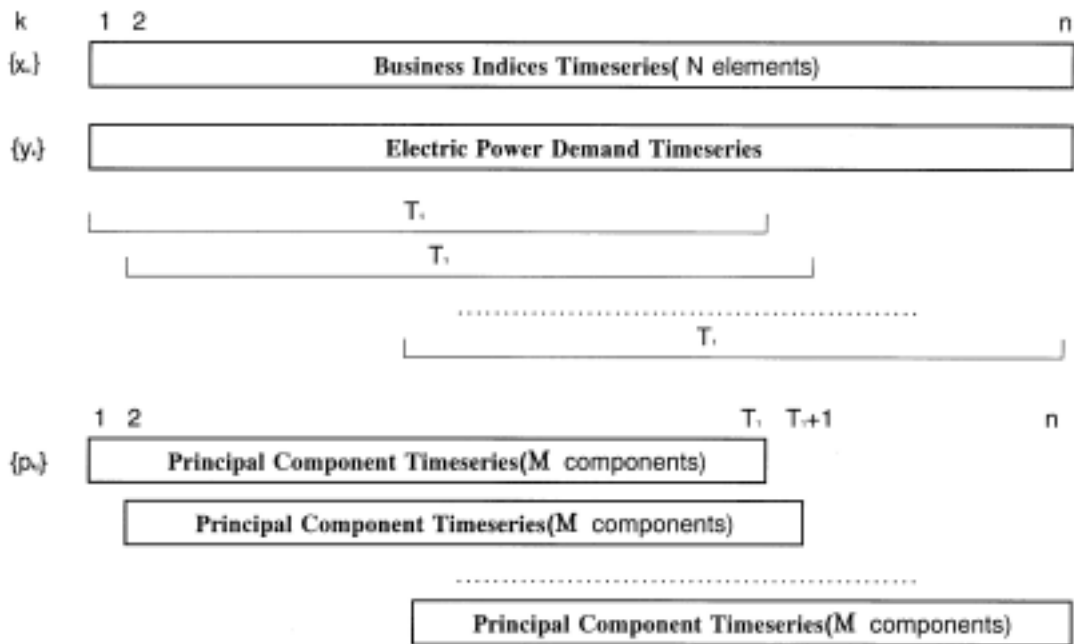 k 1 2 n
{xₖ} Business Indices Timeseries( N elements)
{yₖ} Electric Power Demand Timeseries
T₁
T₁
T₁
1 2 T₁ T₁+1 n
{pₖ} Principal Component Timeseries(M components)
Principal Component Timeseries(M components)
Principal Component Timeseries(M components)